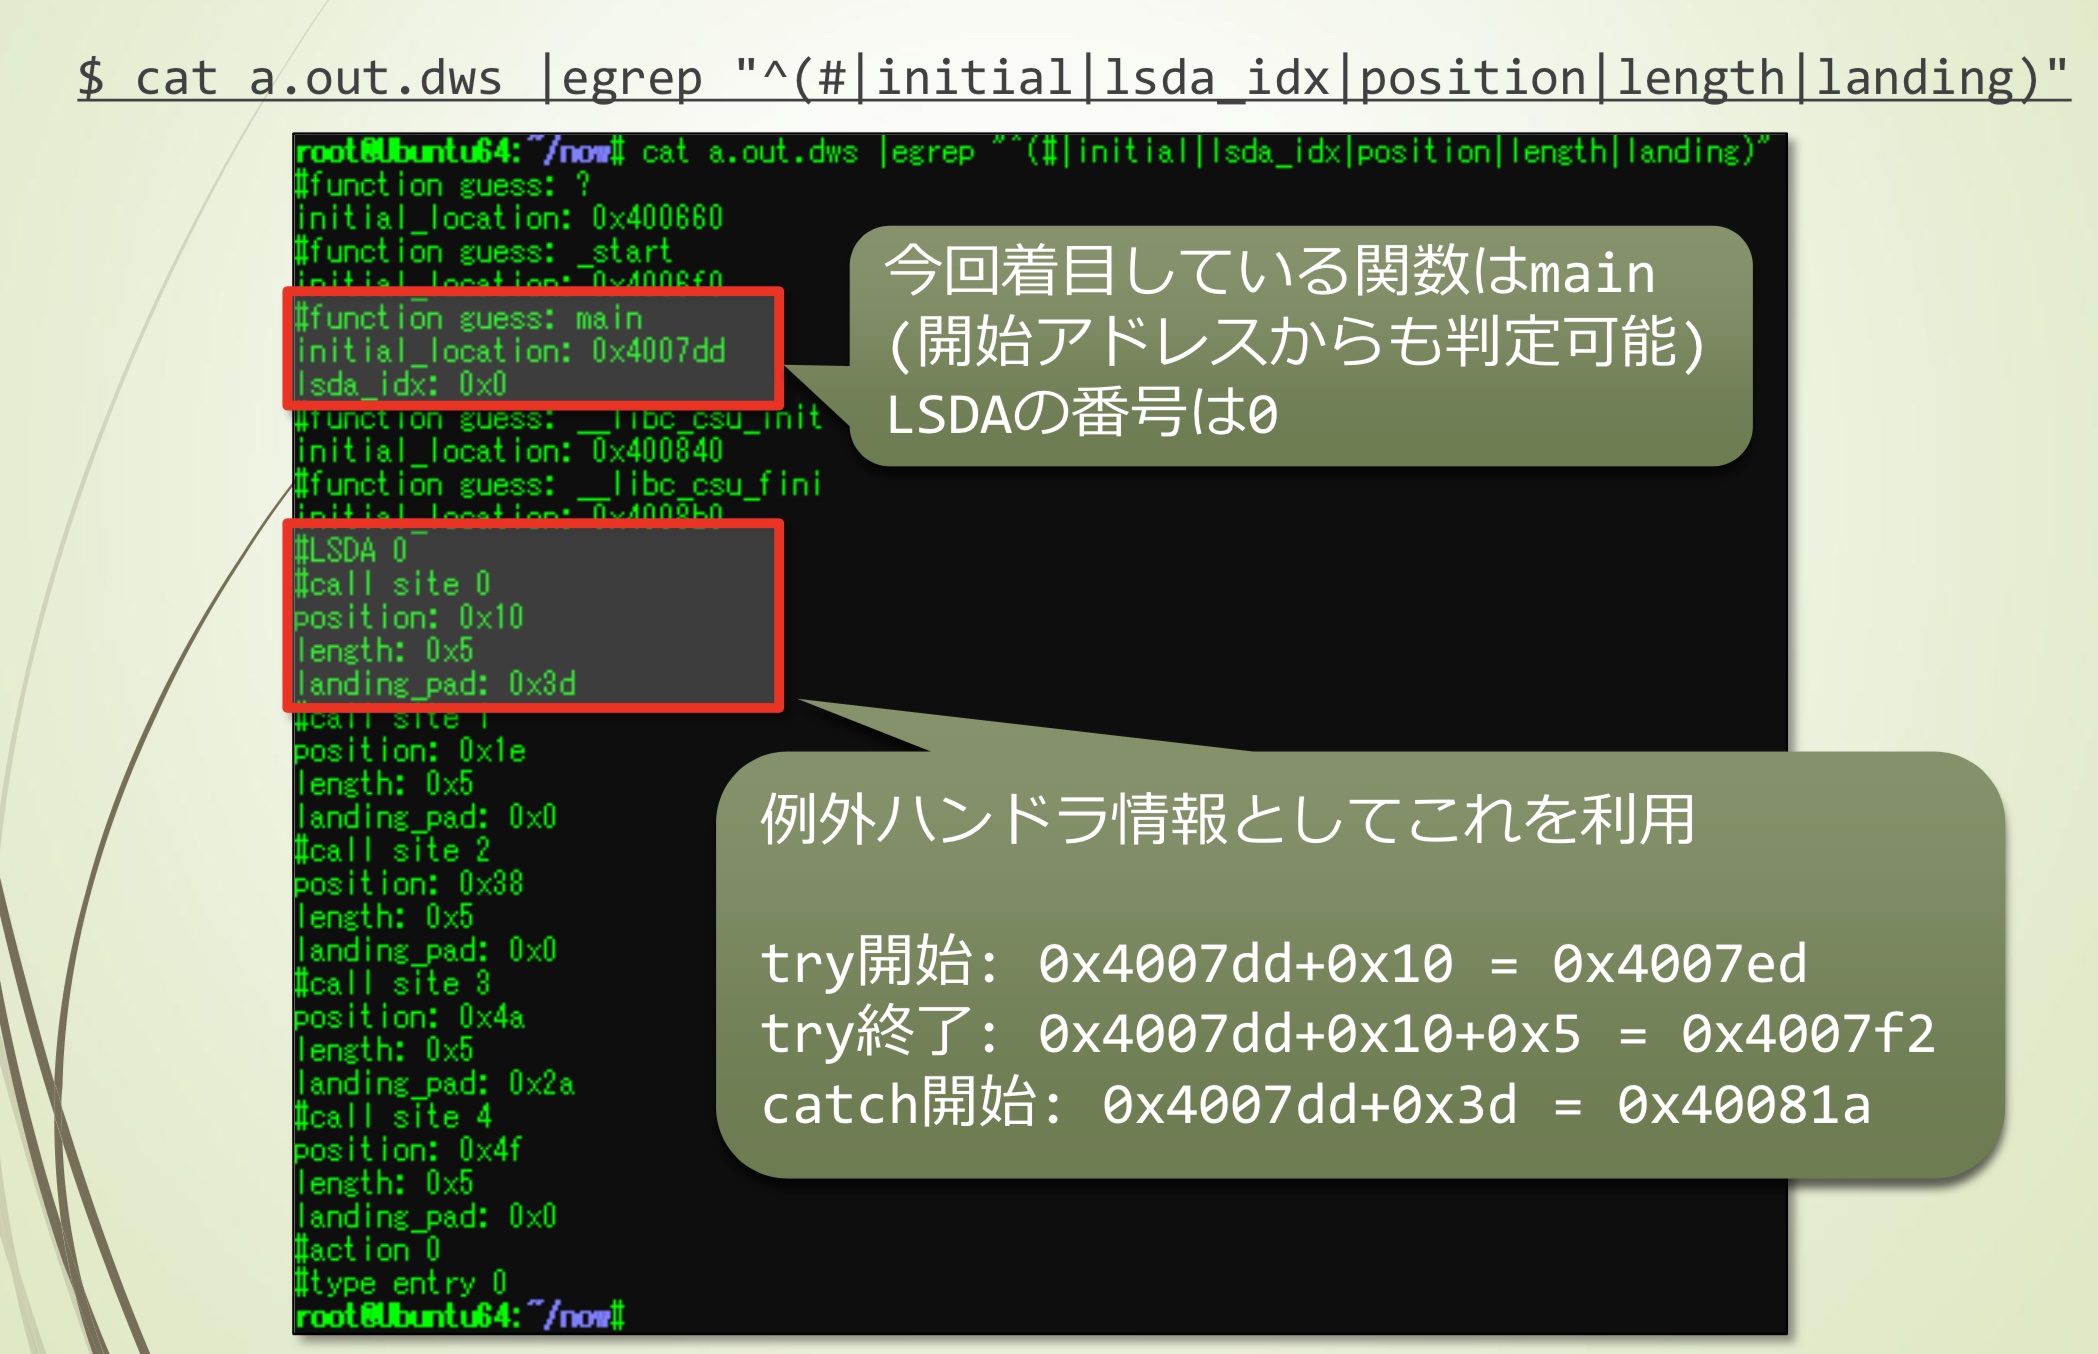 $ cat a.out.dws |egrep "^(#|initial|lsda_idx|position|length|landing)"
root@Ubuntu64:~/now# cat a.out.dws |egrep "^(#|initial|lsda_idx|position|length|landing)"
#function guess: ?
initial_location: 0x400660
#function guess: _start
initial_location: 0x4006f0
#function guess: main
initial_location: 0x4007dd
lsda_idx: 0x0
#function guess: __libc_csu_init
initial_location: 0x400840
#function guess: __libc_csu_fini
initial_location: 0x4008b0
#LSDA 0
#call site 0
position: 0x10
length: 0x5
landing_pad: 0x3d
#call site 1
position: 0x1e
length: 0x5
landing_pad: 0x0
#call site 2
position: 0x38
length: 0x5
landing_pad: 0x0
#call site 3
position: 0x4a
length: 0x5
landing_pad: 0x2a
#call site 4
position: 0x4f
length: 0x5
landing_pad: 0x0
#action 0
#type entry 0
root@Ubuntu64:~/now#
今回着目している関数はmain
(開始アドレスからも判定可能)
LSDAの番号は0
例外ハンドラ情報としてこれを利用
try開始: 0x4007dd+0x10 = 0x4007ed
try終了: 0x4007dd+0x10+0x5 = 0x4007f2
catch開始: 0x4007dd+0x3d = 0x40081a